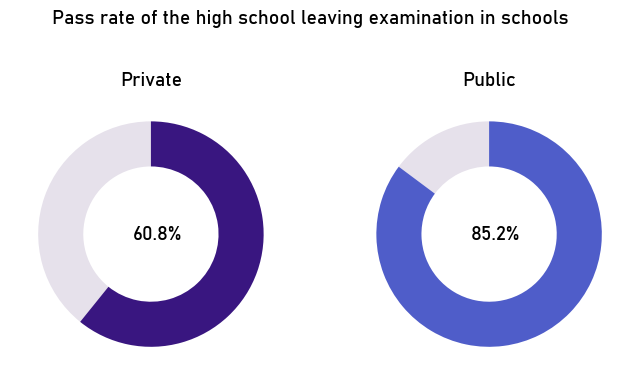 Pass rate of the high school leaving examination in schools
Private
Public
60.8%
85.2%